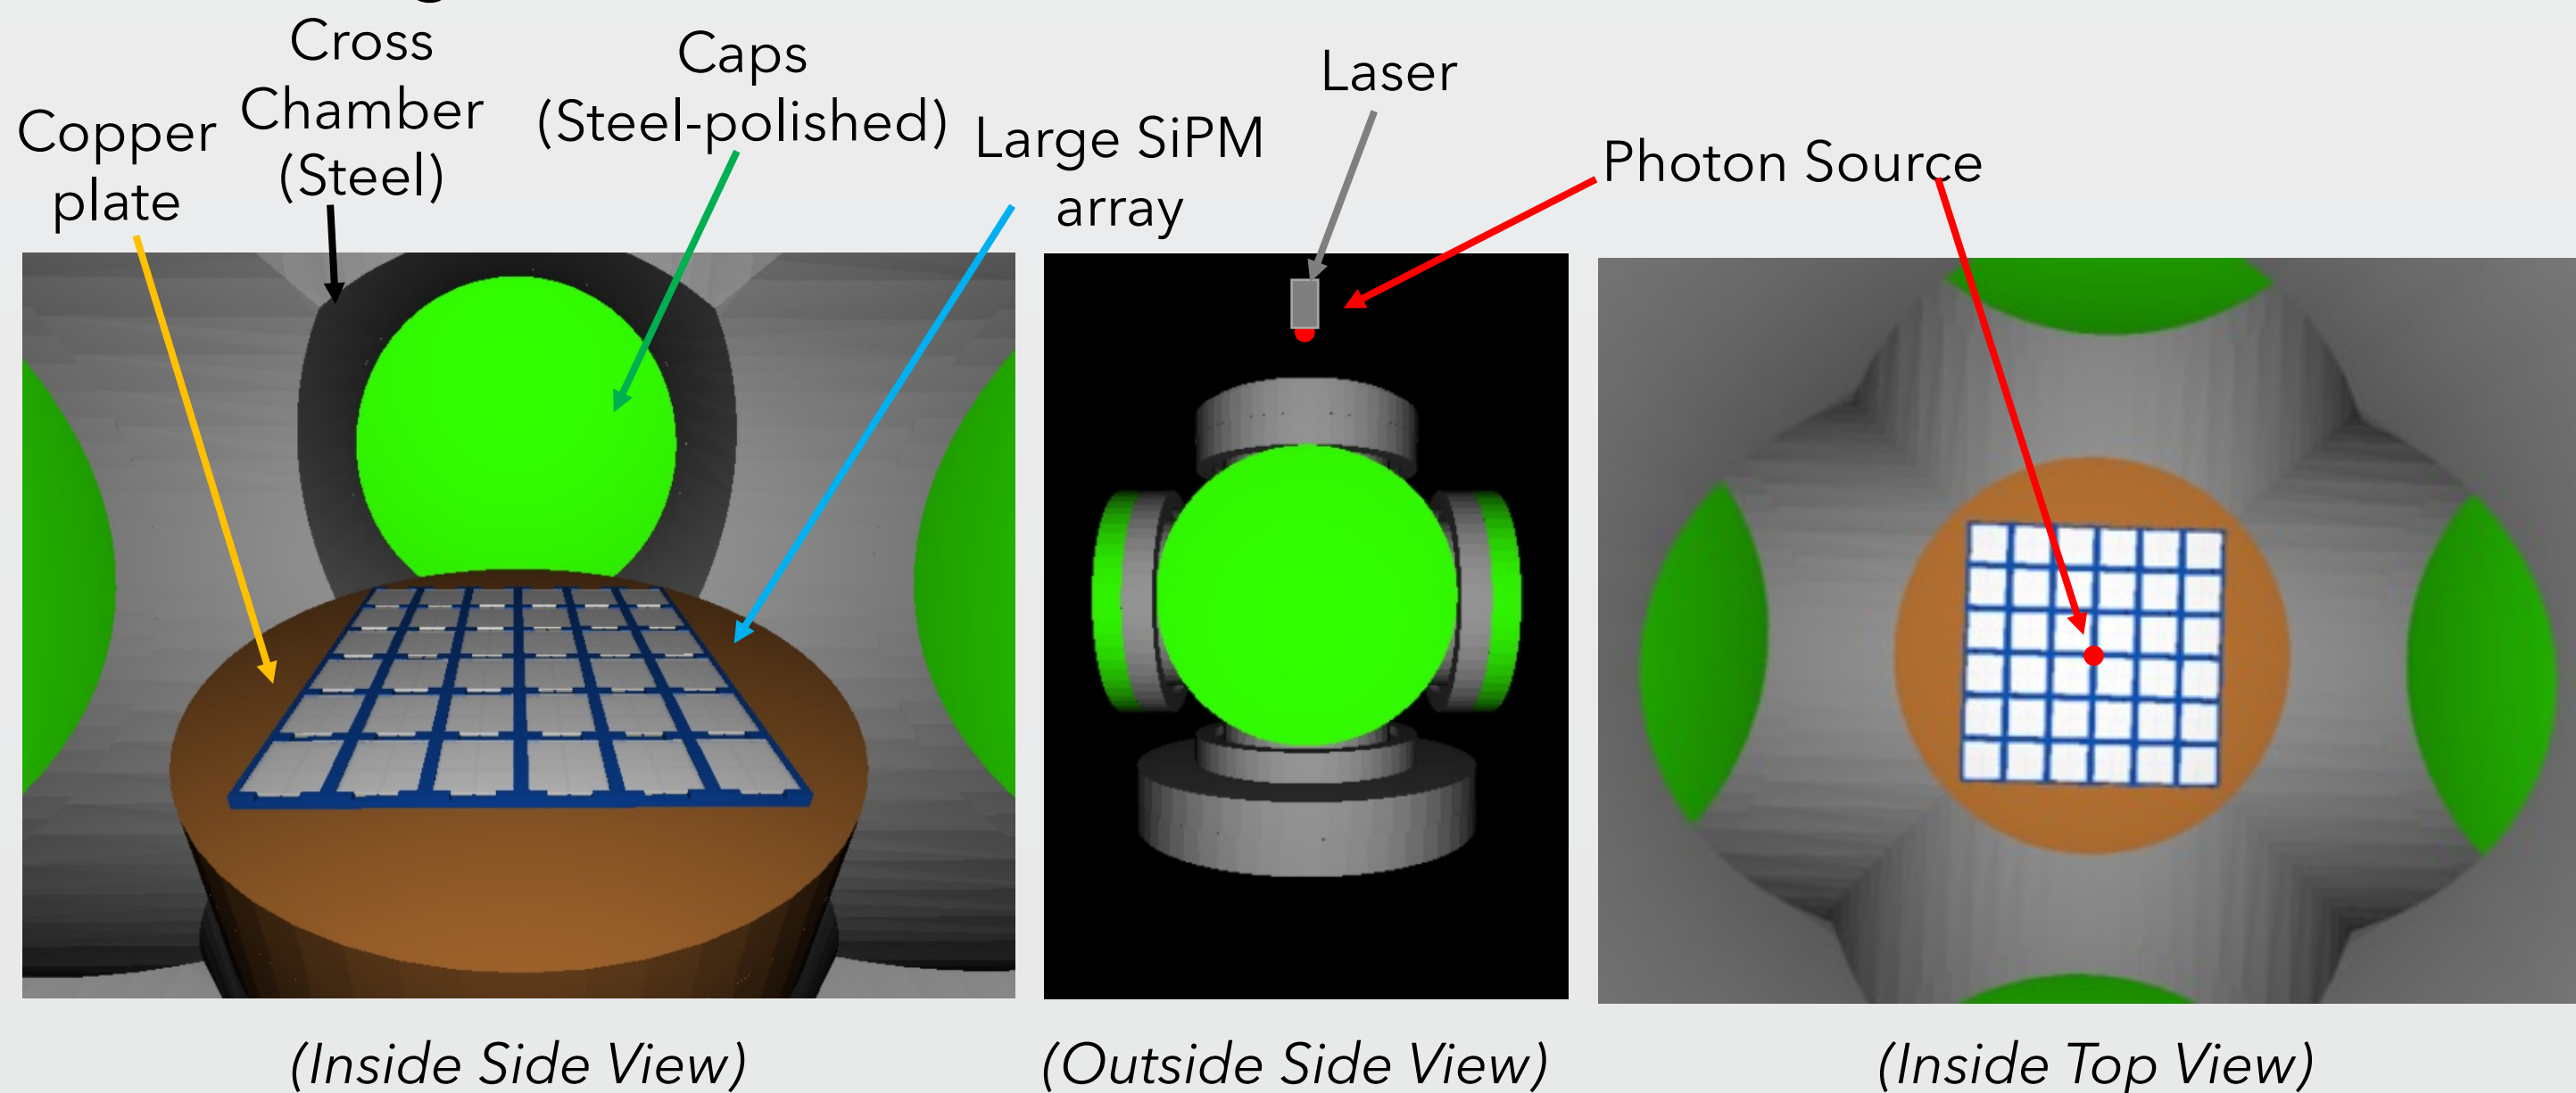 Cross
Chamber
(Steel)
Caps
(Steel-polished)
Laser
Copper
plate
Large SiPM
array
Photon Source
(Inside Side View)
(Outside Side View)
(Inside Top View)